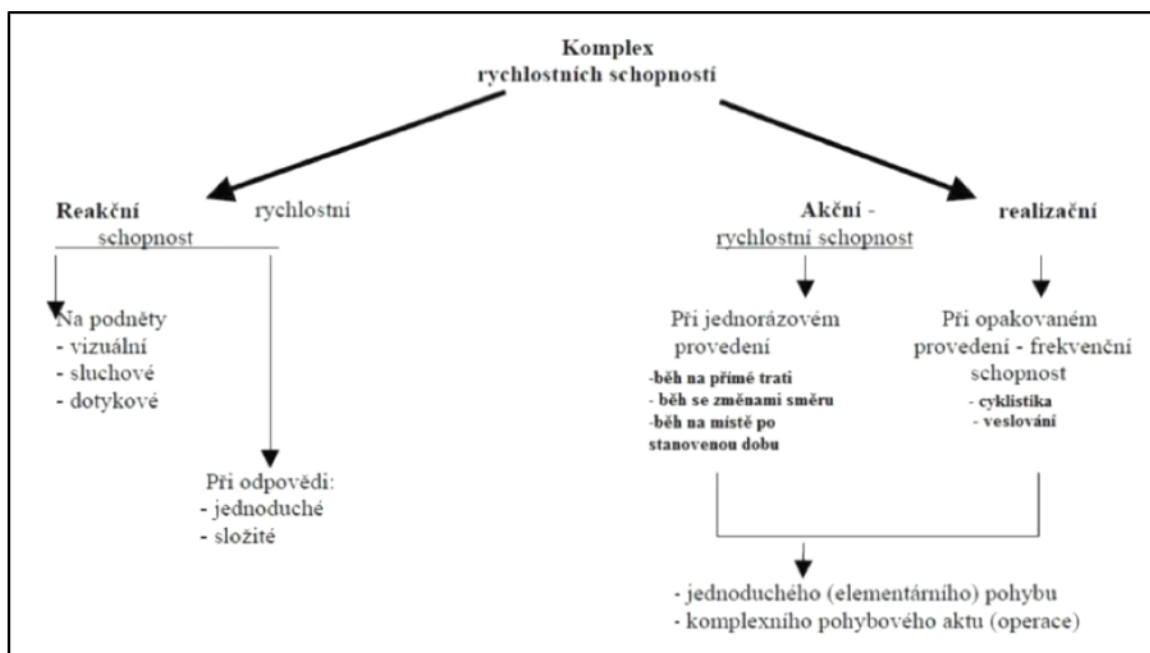 Komplex
rychlostních schopností
Reakční rychlostní
schopnost
Na podněty
- vizuální
- sluchové
- dotykové
Při odpovědi:
- jednoduché
- složité
Akční - realizační
rychlostní schopnost
Při jednorázovém
provedení
-běh na přímé trati
- běh se změnami směru
-běh na místě po
stanovenou dobu
Při opakovaném
provedení - frekvenční
schopnost
- cyklistika
- veslování
- jednoduchého (elementárního) pohybu
- komplexního pohybového aktu (operace)